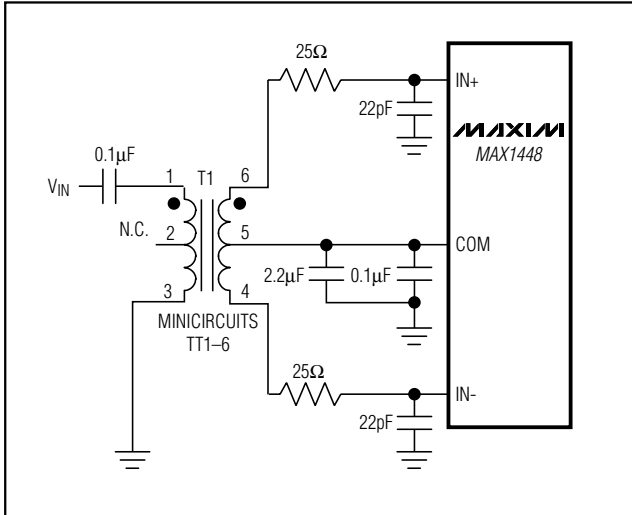 25Ω
IN+
22pF
MAXIM
MAX1448
0.1µF
1
T1
6
VIN
N.C.
2
5
COM
2.2µF
0.1µF
3
4
MINICIRCUITS
TT1–6
25Ω
IN-
22pF